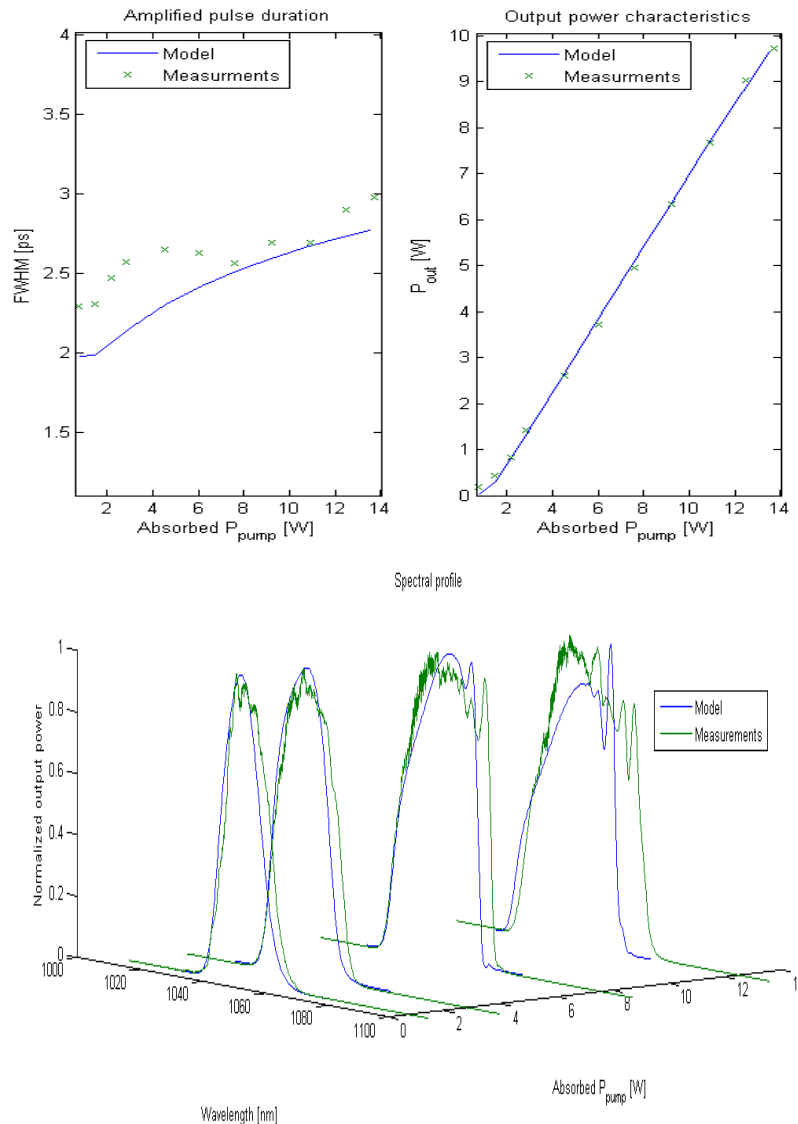 Amplified pulse duration
4
3.5
3
2.5
2
1.5
FWHM [ps]
Model
Measurments
2 4 6 8 10 12 14
Absorbed P_pump [W]
Output power characteristics
10
9
8
7
6
5
4
3
2
1
0
P_out [W]
Model
Measurments
2 4 6 8 10 12 14
Absorbed P_pump [W]
Spectral profile
1
0.8
0.6
0.4
0.2
0
Normalized output power
Model
Measurements
1000
1020
1040
1060
1080
1100
Wavelength [nm]
0
2
4
6
8
10
12
1
Absorbed P_pump [W]